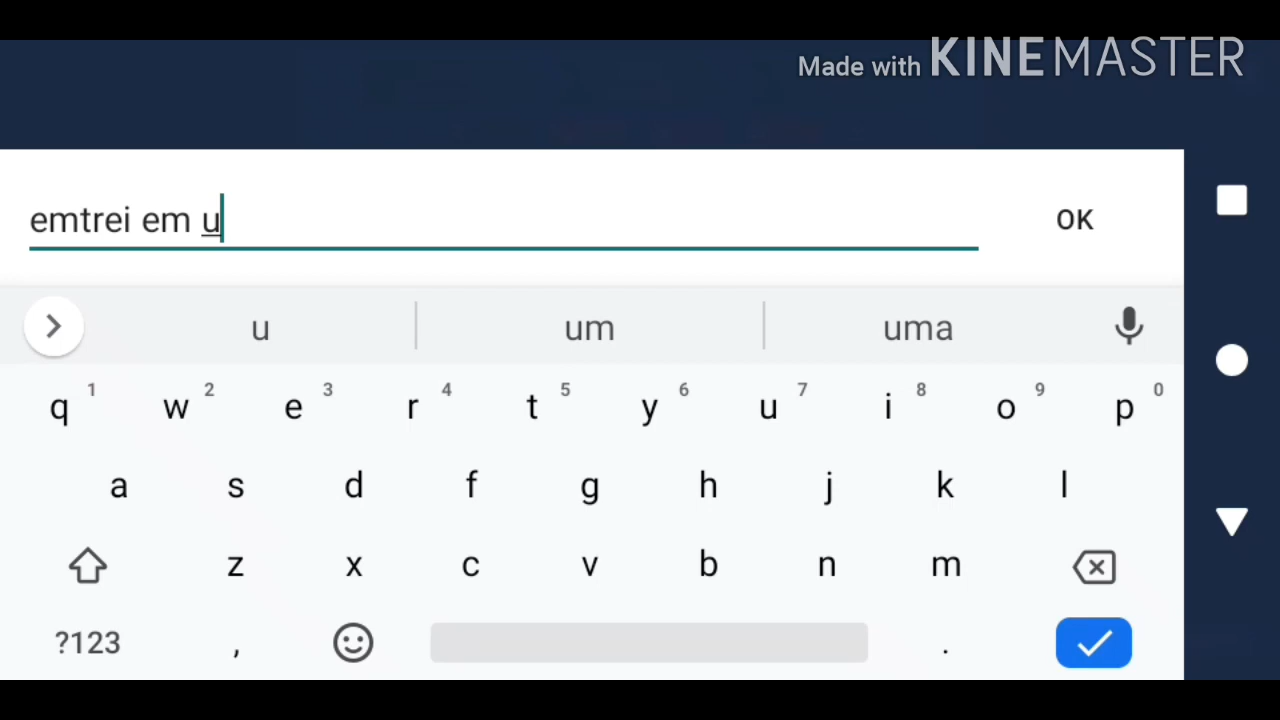 Made with KINEMASTER
emtrei em u
OK
u um uma
q 1 w 2 e 3 r 4 t 5 y 6 u 7 i 8 o 9 p 0
a s d f g h j k l
z x c v b n m
?123 , .